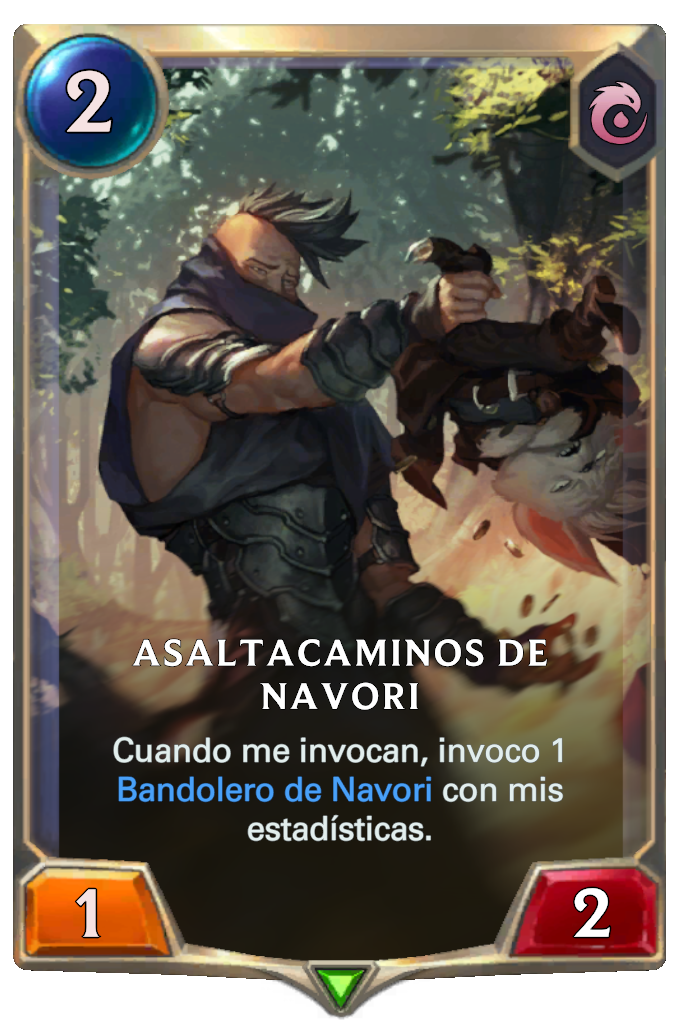 2
ASALTACAMINOS DE
NAVORI
Cuando me invocan, invoco 1
Bandolero de Navori con mis
estadísticas.
1
2